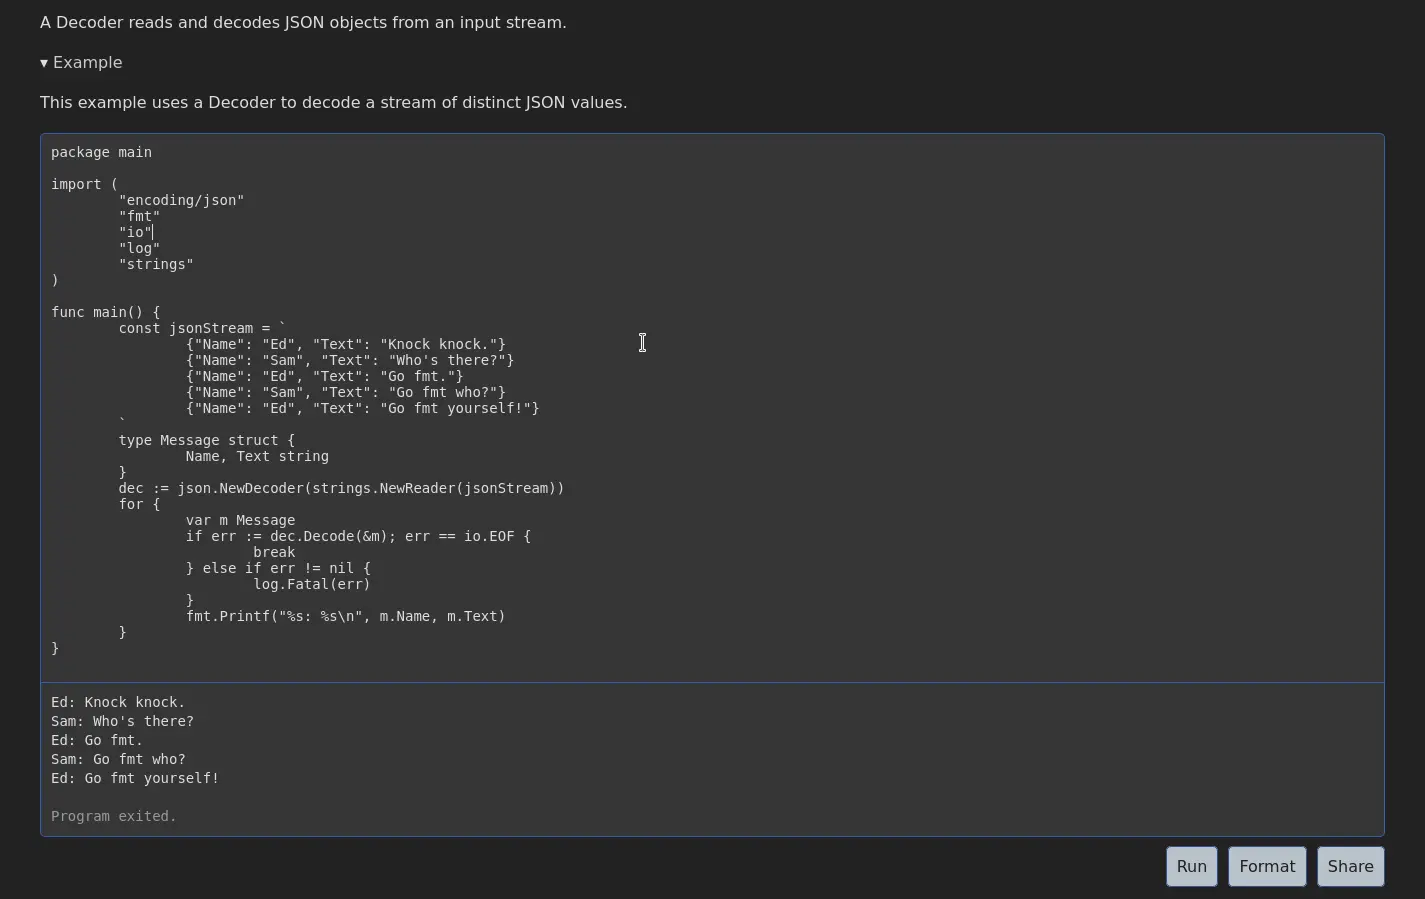 A Decoder reads and decodes JSON objects from an input stream.
▾ Example
This example uses a Decoder to decode a stream of distinct JSON values.
package main

import (
	"encoding/json"
	"fmt"
	"io"
	"log"
	"strings"
)

func main() {
	const jsonStream = `
		{"Name": "Ed", "Text": "Knock knock."}
		{"Name": "Sam", "Text": "Who's there?"}
		{"Name": "Ed", "Text": "Go fmt."}
		{"Name": "Sam", "Text": "Go fmt who?"}
		{"Name": "Ed", "Text": "Go fmt yourself!"}
	`
	type Message struct {
		Name, Text string
	}
	dec := json.NewDecoder(strings.NewReader(jsonStream))
	for {
		var m Message
		if err := dec.Decode(&m); err == io.EOF {
			break
		} else if err != nil {
			log.Fatal(err)
		}
		fmt.Printf("%s: %s\n", m.Name, m.Text)
	}
}
Ed: Knock knock.
Sam: Who's there?
Ed: Go fmt.
Sam: Go fmt who?
Ed: Go fmt yourself!

Program exited.
Run
Format
Share